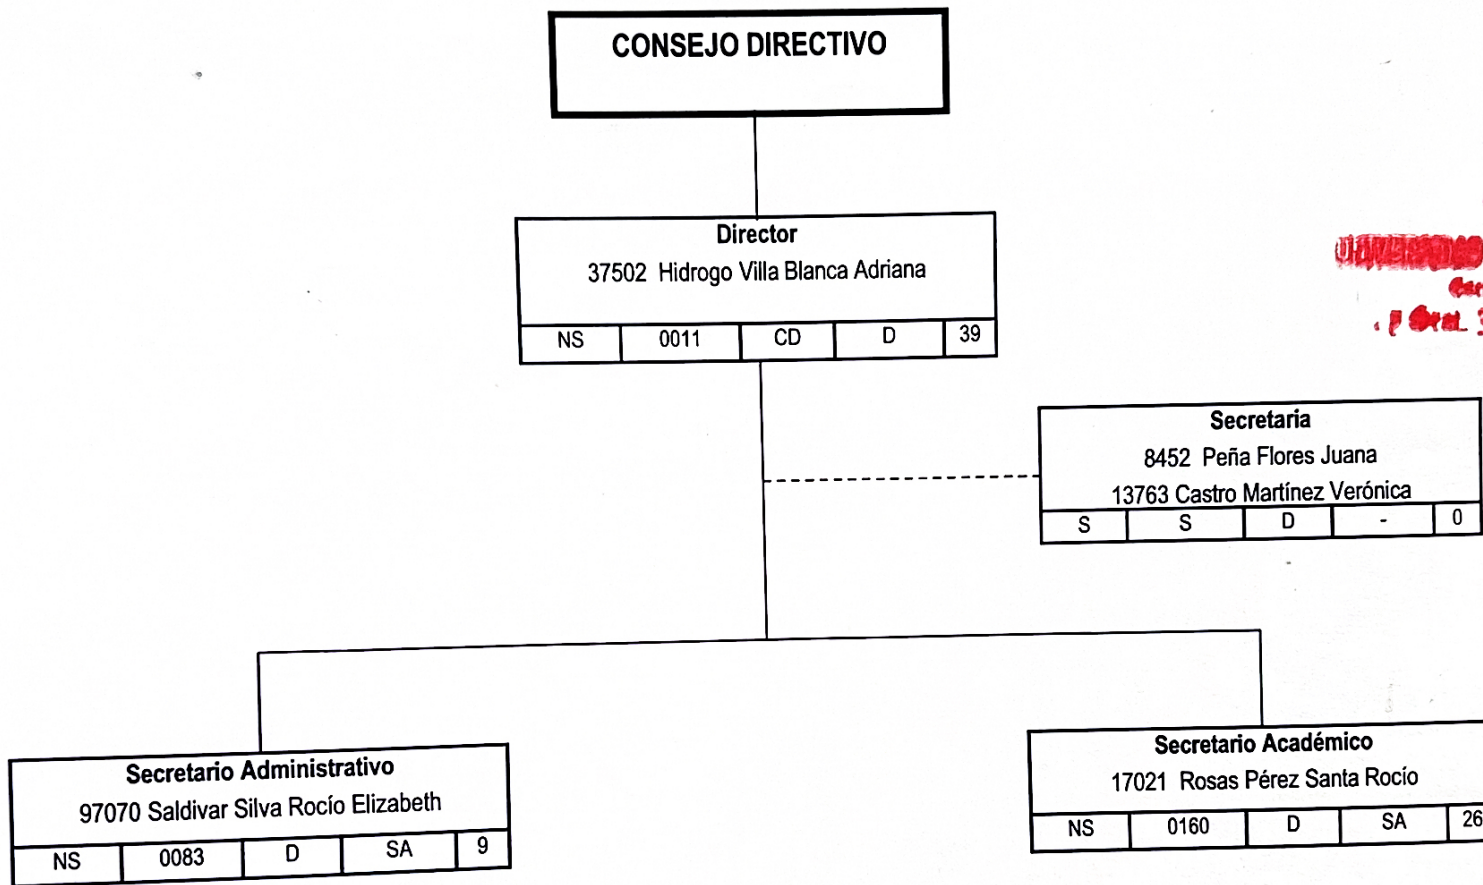 CONSEJO DIRECTIVO
Director
37502 Hidrogo Villa Blanca Adriana
NS 0011 CD D 39
Secretaria
8452 Peña Flores Juana
13763 Castro Martínez Verónica
S S D - 0
Secretario Administrativo
97070 Saldivar Silva Rocío Elizabeth
NS 0083 D SA 9
Secretario Académico
17021 Rosas Pérez Santa Rocío
NS 0160 D SA 26